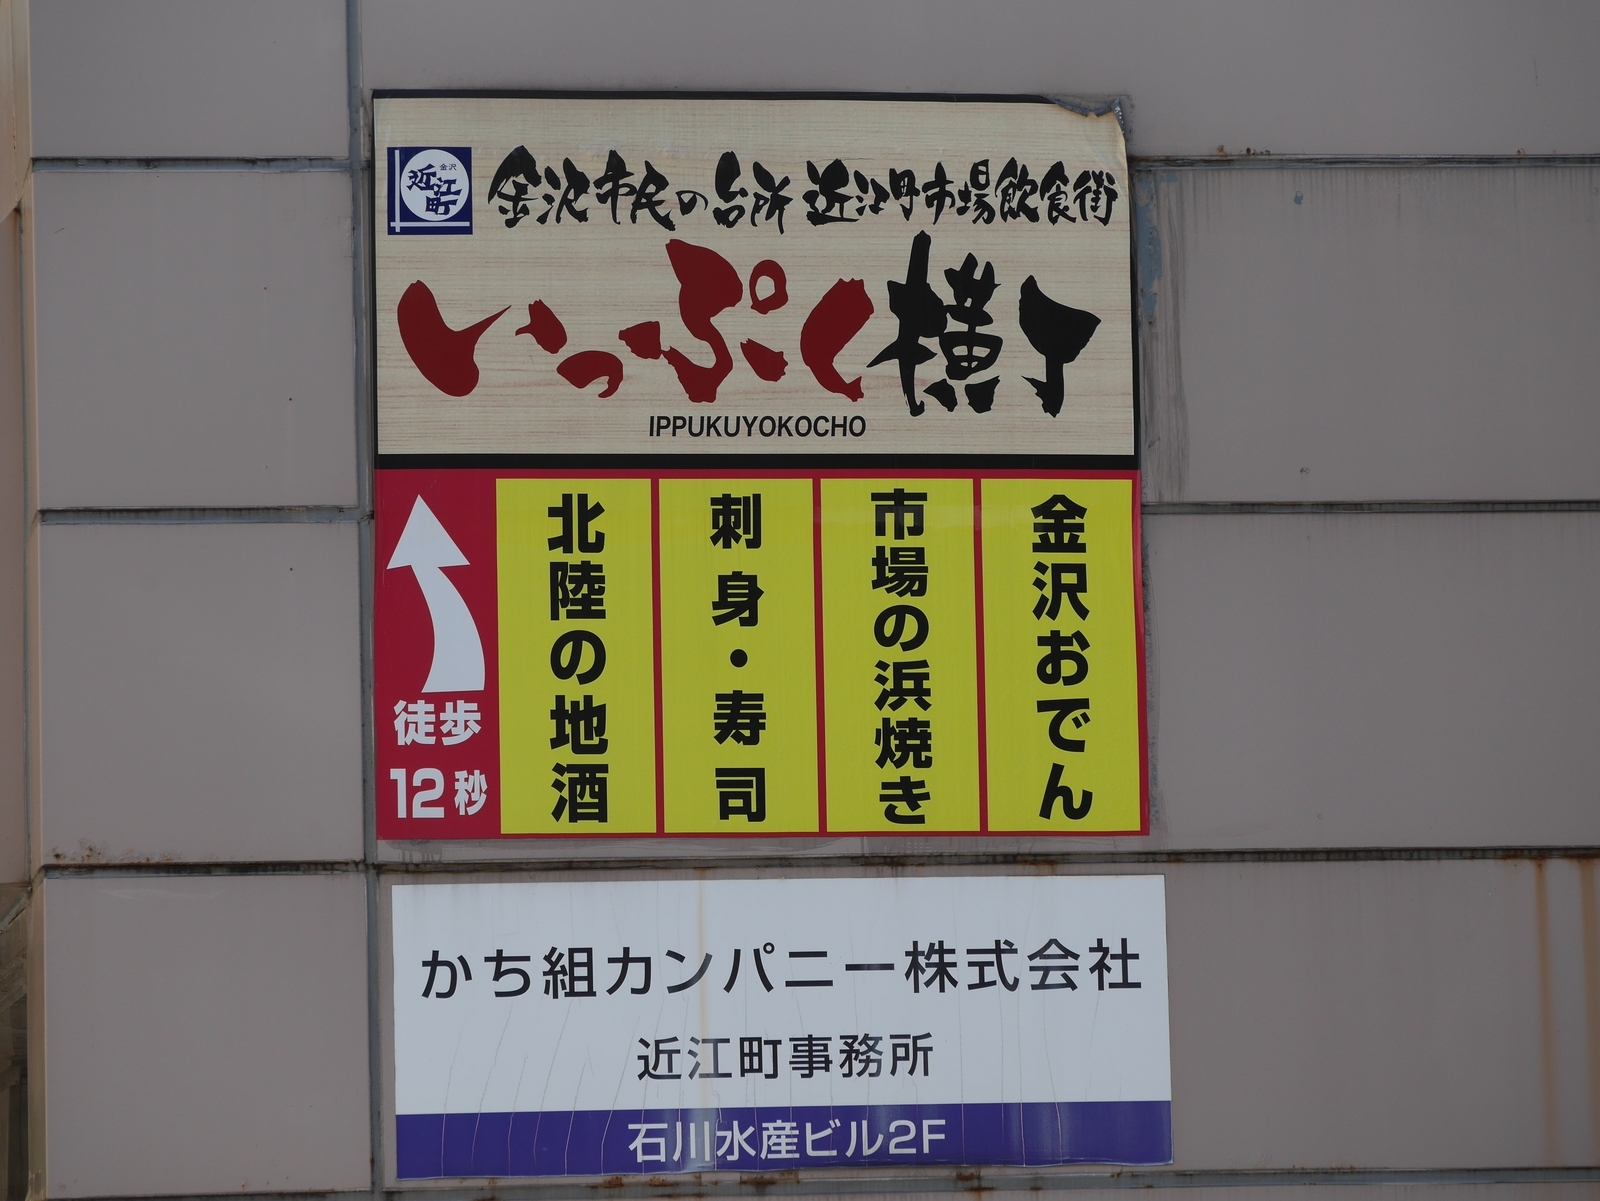 金沢
近江町
金沢市民の台所 近江町市場飲食街
いっぷく横丁
IPPUKUYOKOCHO
金沢おでん
市場の浜焼き
刺身・寿司
北陸の地酒
徒歩
12秒
かち組カンパニー株式会社
近江町事務所
石川水産ビル2F